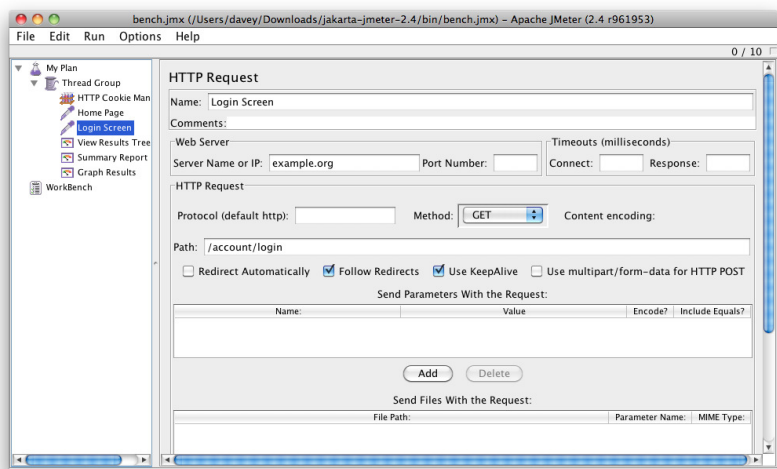 bench.jmx (/Users/davey/Downloads/jakarta-jmeter-2.4/bin/bench.jmx) – Apache JMeter (2.4 r961953)
File Edit Run Options Help
0 / 10
My Plan
Thread Group
HTTP Cookie Man
Home Page
Login Screen
View Results Tree
Summary Report
Graph Results
WorkBench
HTTP Request
Name: Login Screen
Comments:
Web Server
Server Name or IP: example.org Port Number:
Timeouts (milliseconds)
Connect: Response:
HTTP Request
Protocol (default http): Method: GET Content encoding:
Path: /account/login
Redirect Automatically Follow Redirects Use KeepAlive Use multipart/form-data for HTTP POST
Send Parameters With the Request:
Name: Value Encode? Include Equals?
Add Delete
Send Files With the Request:
File Path: Parameter Name: MIME Type: